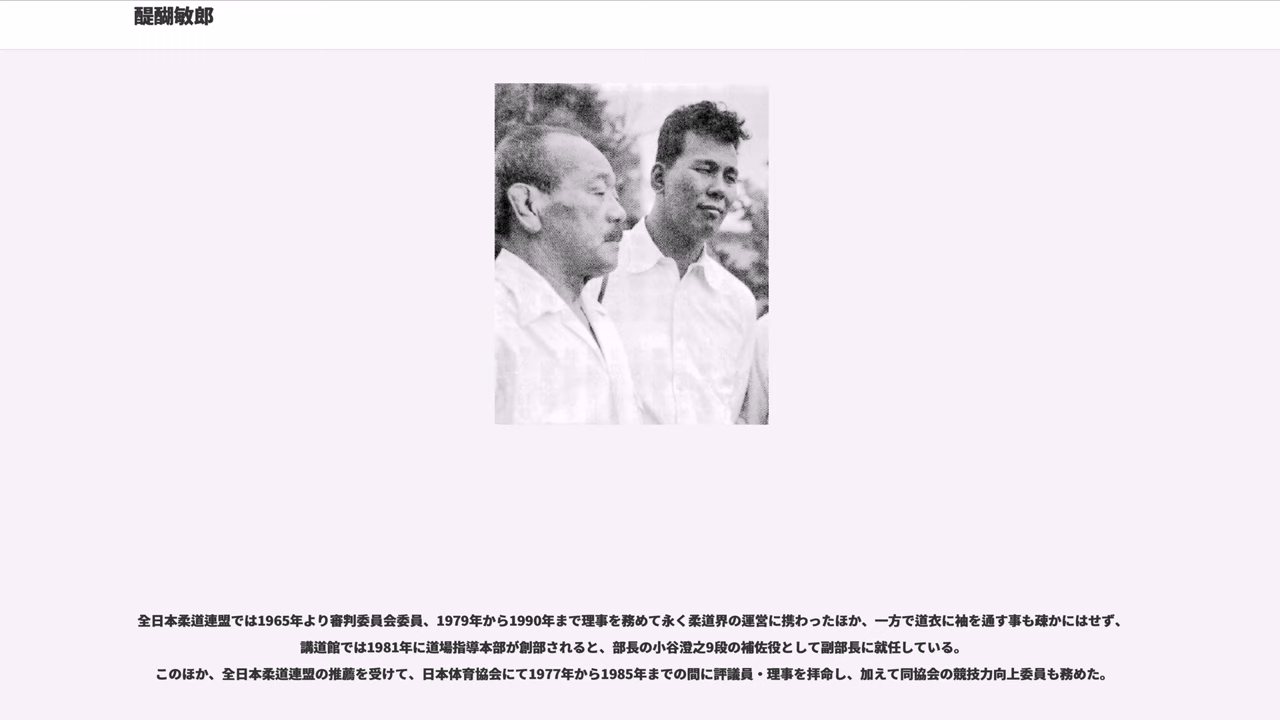 醍醐敏郎
全日本柔道連盟では1965年より審判委員会委員、1979年から1990年まで理事を務めて永く柔道界の運営に携わったほか、一方で道衣に袖を通す事も疎かにはせず、
講道館では1981年に道場指導本部が創部されると、部長の小谷澄之9段の補佐役として副部長に就任している。
このほか、全日本柔道連盟の推薦を受けて、日本体育協会にて1977年から1985年までの間に評議員・理事を拝命し、加えて同協会の競技力向上委員も務めた。